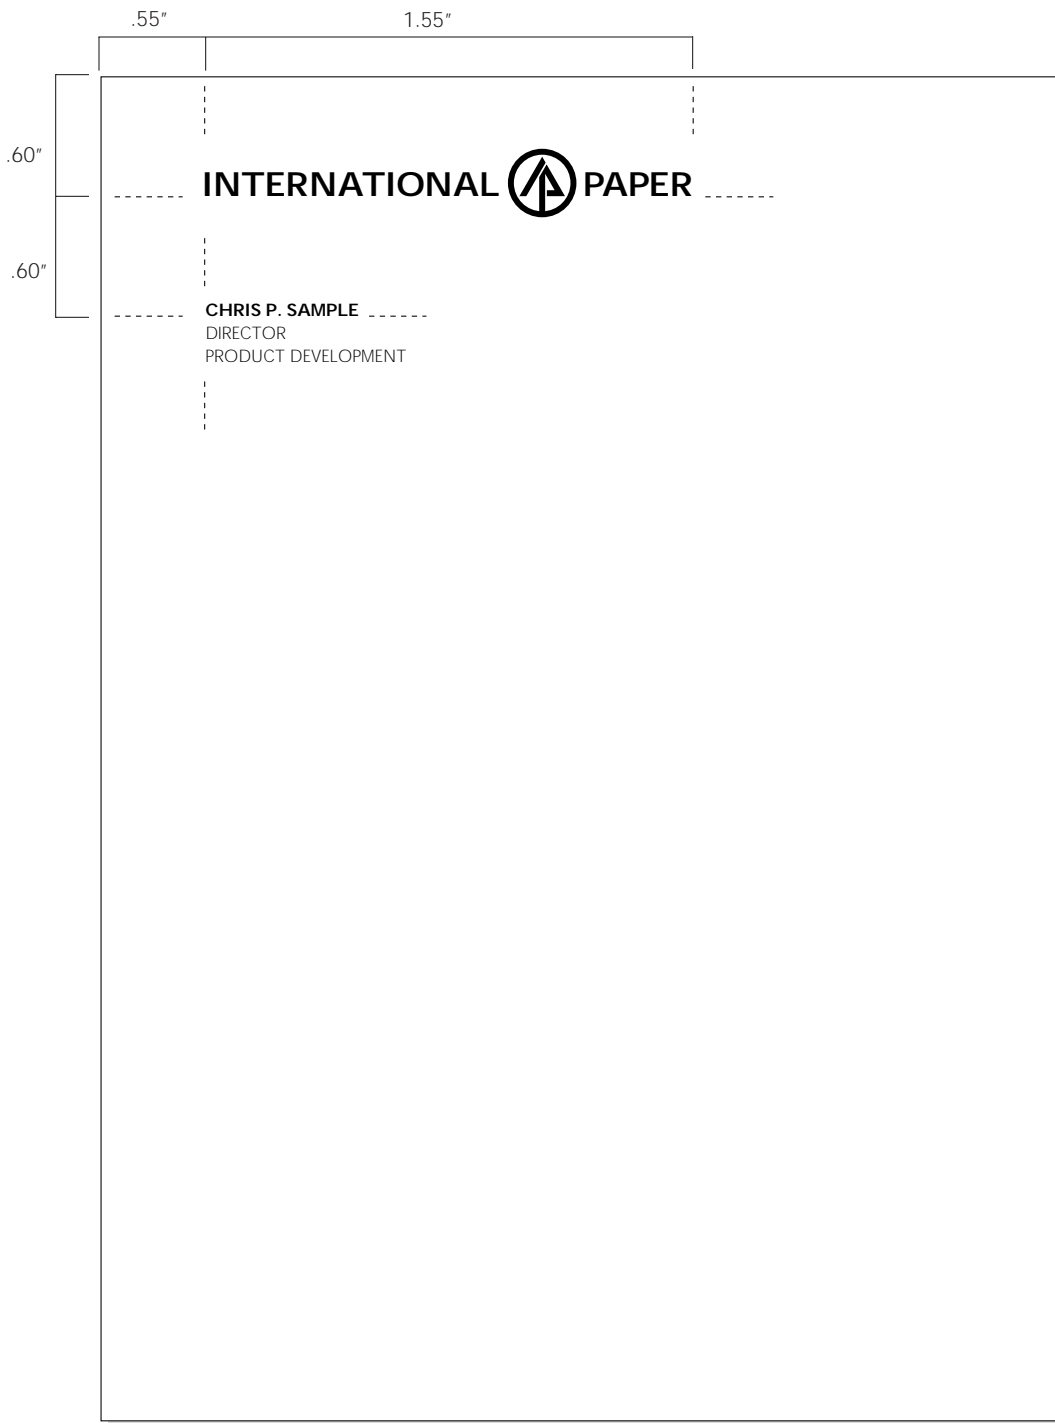 .55" 1.55"
.60"
INTERNATIONAL PAPER
.60"
CHRIS P. SAMPLE
DIRECTOR
PRODUCT DEVELOPMENT